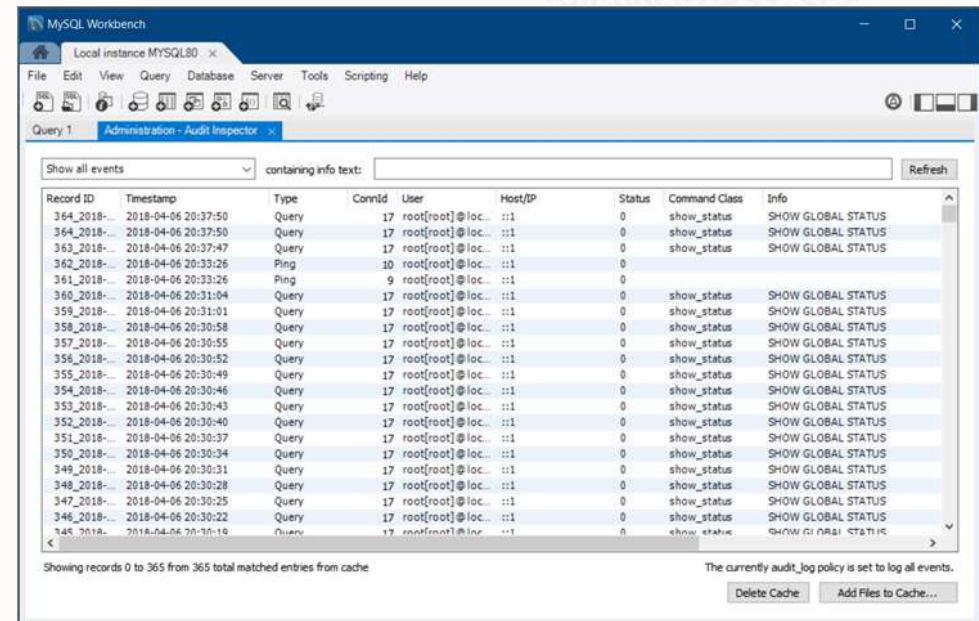 MySQL Workbench
Local instance MYSQL80
File Edit View Query Database Server Tools Scripting Help
Query 1 Administration - Audit Inspector
Show all events containing info text: Refresh
Record ID Timestamp Type ConnId User Host/IP Status Command Class Info
364_2018-... 2018-04-06 20:37:50 Query 17 root[root]@loc... ::1 0 show_status SHOW GLOBAL STATUS
364_2018-... 2018-04-06 20:37:50 Query 17 root[root]@loc... ::1 0 show_status SHOW GLOBAL STATUS
363_2018-... 2018-04-06 20:37:47 Query 17 root[root]@loc... ::1 0 show_status SHOW GLOBAL STATUS
362_2018-... 2018-04-06 20:33:26 Ping 10 root[root]@loc... ::1 0
361_2018-... 2018-04-06 20:33:26 Ping 9 root[root]@loc... ::1 0
360_2018-... 2018-04-06 20:31:04 Query 17 root[root]@loc... ::1 0 show_status SHOW GLOBAL STATUS
359_2018-... 2018-04-06 20:31:01 Query 17 root[root]@loc... ::1 0 show_status SHOW GLOBAL STATUS
358_2018-... 2018-04-06 20:30:58 Query 17 root[root]@loc... ::1 0 show_status SHOW GLOBAL STATUS
357_2018-... 2018-04-06 20:30:55 Query 17 root[root]@loc... ::1 0 show_status SHOW GLOBAL STATUS
356_2018-... 2018-04-06 20:30:52 Query 17 root[root]@loc... ::1 0 show_status SHOW GLOBAL STATUS
355_2018-... 2018-04-06 20:30:49 Query 17 root[root]@loc... ::1 0 show_status SHOW GLOBAL STATUS
354_2018-... 2018-04-06 20:30:46 Query 17 root[root]@loc... ::1 0 show_status SHOW GLOBAL STATUS
353_2018-... 2018-04-06 20:30:43 Query 17 root[root]@loc... ::1 0 show_status SHOW GLOBAL STATUS
352_2018-... 2018-04-06 20:30:40 Query 17 root[root]@loc... ::1 0 show_status SHOW GLOBAL STATUS
351_2018-... 2018-04-06 20:30:37 Query 17 root[root]@loc... ::1 0 show_status SHOW GLOBAL STATUS
350_2018-... 2018-04-06 20:30:34 Query 17 root[root]@loc... ::1 0 show_status SHOW GLOBAL STATUS
349_2018-... 2018-04-06 20:30:31 Query 17 root[root]@loc... ::1 0 show_status SHOW GLOBAL STATUS
348_2018-... 2018-04-06 20:30:28 Query 17 root[root]@loc... ::1 0 show_status SHOW GLOBAL STATUS
347_2018-... 2018-04-06 20:30:25 Query 17 root[root]@loc... ::1 0 show_status SHOW GLOBAL STATUS
346_2018-... 2018-04-06 20:30:22 Query 17 root[root]@loc... ::1 0 show_status SHOW GLOBAL STATUS
345_2018-... 2018-04-06 20:30:19 Query 17 root[root]@loc... ::1 0 show_status SHOW GLOBAL STATUS
Showing records 0 to 365 from 365 total matched entries from cache The currently audit_log policy is set to log all events.
Delete Cache Add Files to Cache...